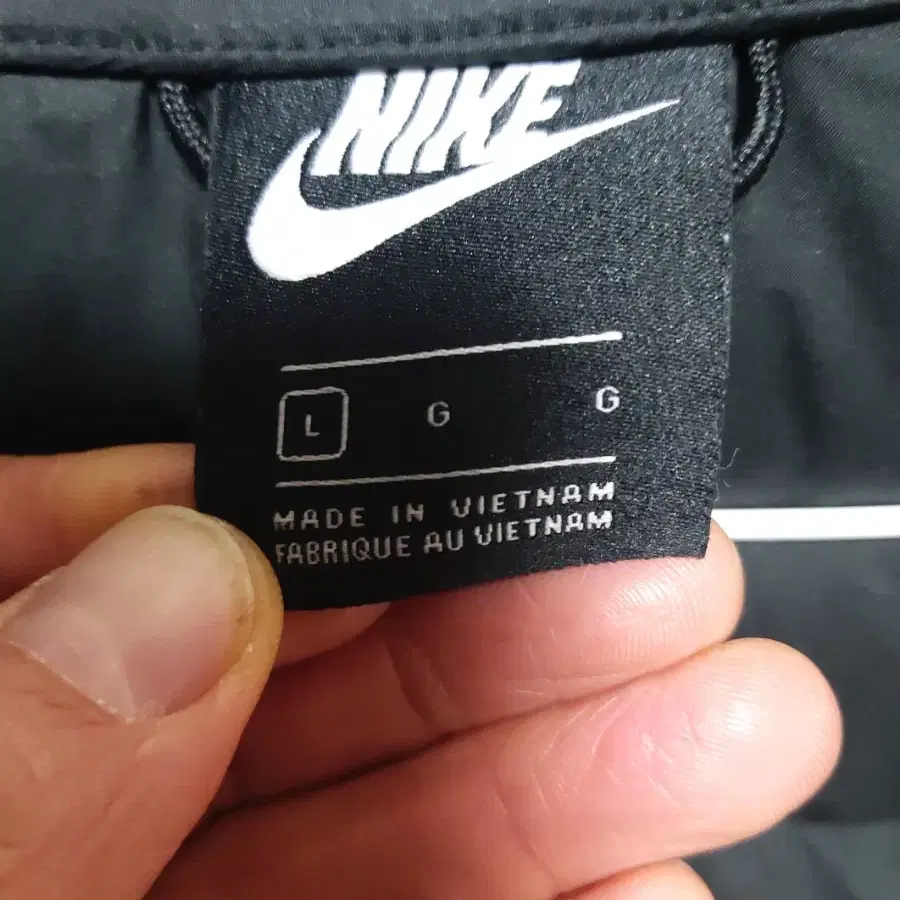 NIKE
L G G
MADE IN VIETNAM
FABRIQUE AU VIETNAM